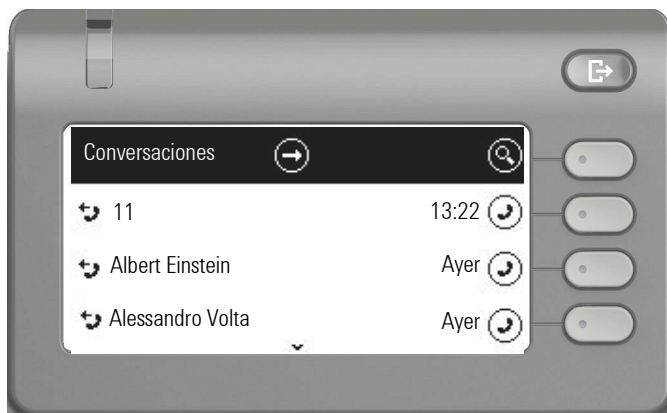 Conversaciones
11 13:22
Albert Einstein Ayer
Alessandro Volta Ayer